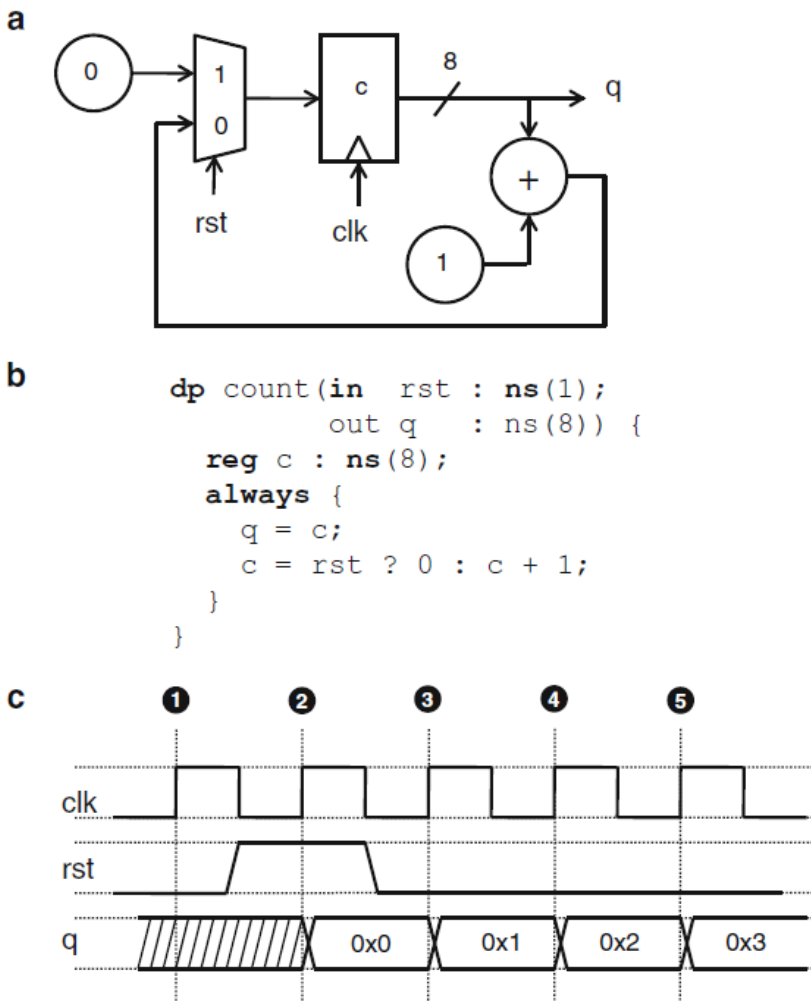 a
0
1
0
c
8
q
+
1
rst
clk
b
dp count(in rst : ns(1);
out q : ns(8)) {
reg c : ns(8);
always {
q = c;
c = rst ? 0 : c + 1;
}
}
c
1 2 3 4 5
clk
rst
q 0x0 0x1 0x2 0x3